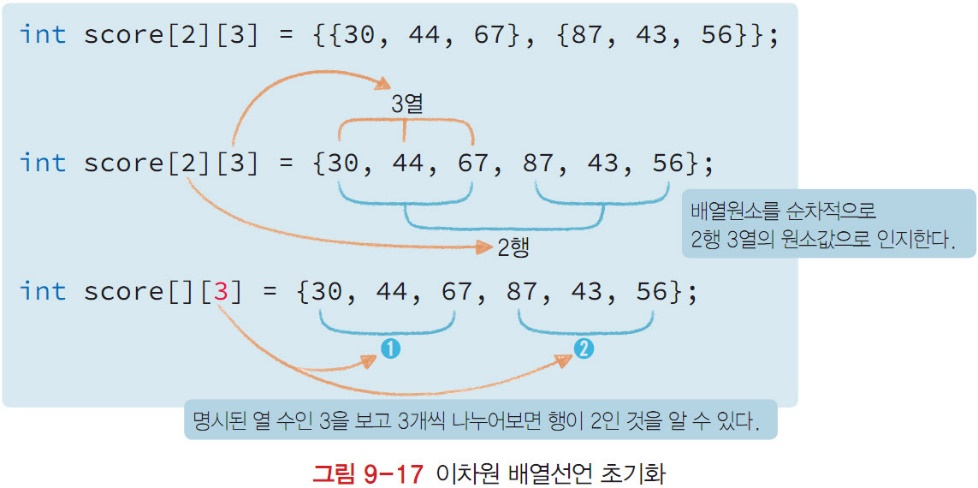 int score[2][3] = {{30, 44, 67}, {87, 43, 56}};
3열
int score[2][3] = {30, 44, 67, 87, 43, 56};
배열원소를 순차적으로
2행 3열의 원소값으로 인지한다.
2행
int score[][3] = {30, 44, 67, 87, 43, 56};
1 2
명시된 열 수인 3을 보고 3개씩 나누어보면 행이 2인 것을 알 수 있다.
그림 9-17 이차원 배열선언 초기화